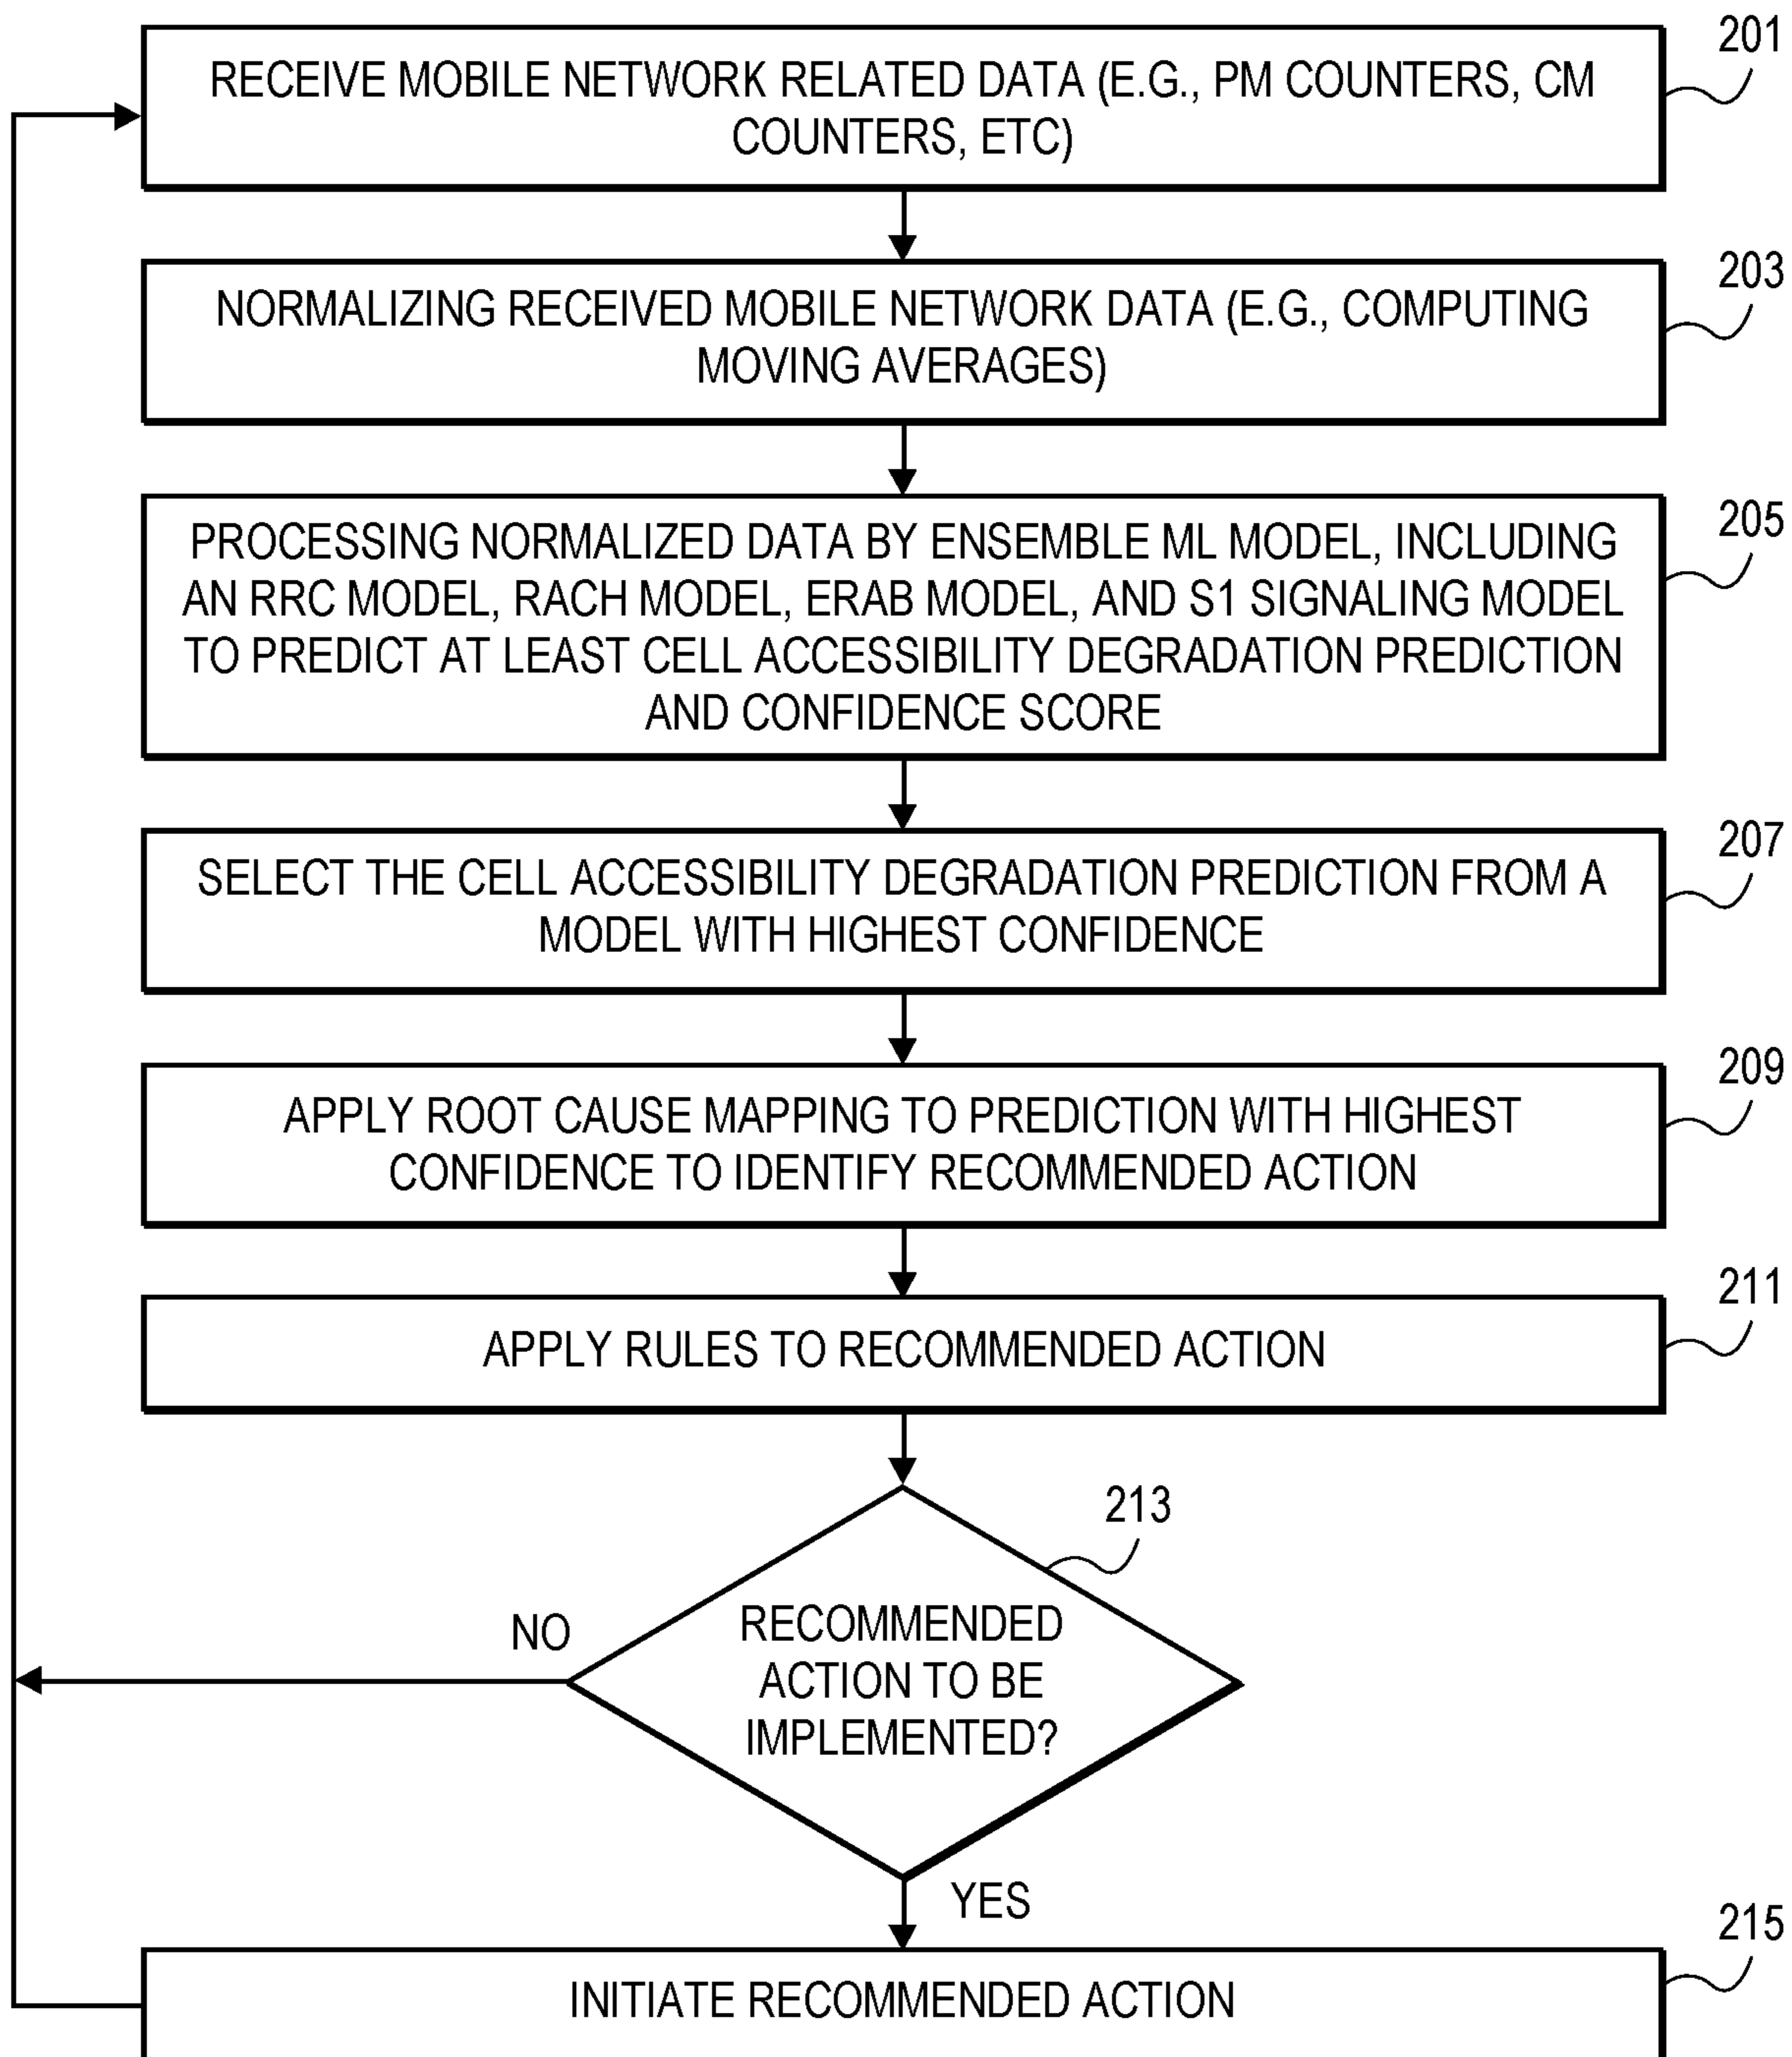 201
RECEIVE MOBILE NETWORK RELATED DATA (E.G., PM COUNTERS, CM
COUNTERS, ETC)
203
NORMALIZING RECEIVED MOBILE NETWORK DATA (E.G., COMPUTING
MOVING AVERAGES)
205
PROCESSING NORMALIZED DATA BY ENSEMBLE ML MODEL, INCLUDING
AN RRC MODEL, RACH MODEL, ERAB MODEL, AND S1 SIGNALING MODEL
TO PREDICT AT LEAST CELL ACCESSIBILITY DEGRADATION PREDICTION
AND CONFIDENCE SCORE
207
SELECT THE CELL ACCESSIBILITY DEGRADATION PREDICTION FROM A
MODEL WITH HIGHEST CONFIDENCE
209
APPLY ROOT CAUSE MAPPING TO PREDICTION WITH HIGHEST
CONFIDENCE TO IDENTIFY RECOMMENDED ACTION
211
APPLY RULES TO RECOMMENDED ACTION
213
NO
RECOMMENDED
ACTION TO BE
IMPLEMENTED?
YES
215
INITIATE RECOMMENDED ACTION